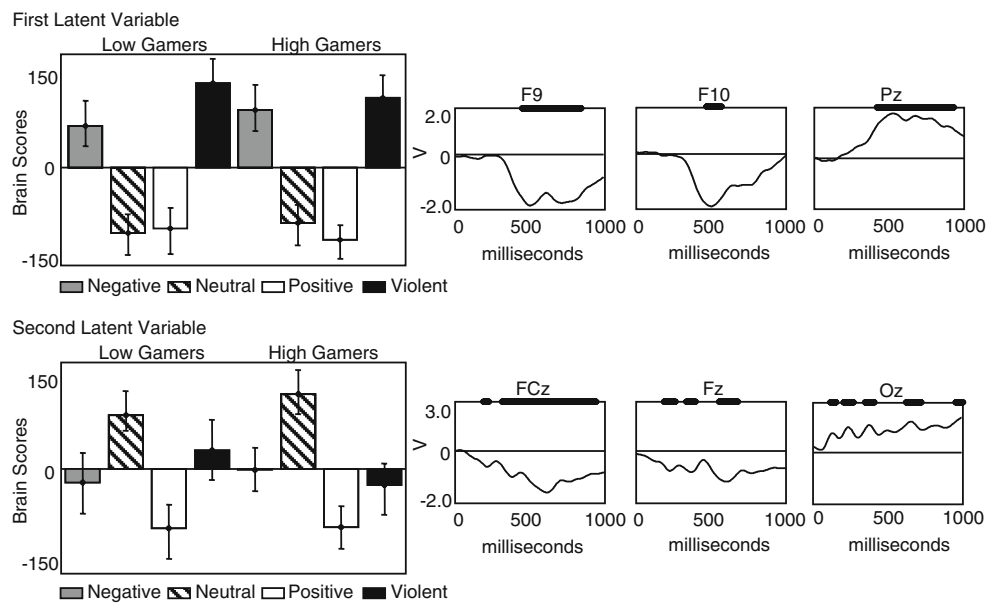 First Latent Variable
Low Gamers High Gamers
150
0
-150
Brain Scores
Negative Neutral Positive Violent
F9 F10 Pz
2.0
0
-2.0
V
0 500 1000 0 500 1000 0 500 1000
milliseconds milliseconds milliseconds
Second Latent Variable
Low Gamers High Gamers
150
0
-150
Brain Scores
Negative Neutral Positive Violent
FCz Fz Oz
3.0
0
-2.0
V
0 500 1000 0 500 1000 0 500 1000
milliseconds milliseconds milliseconds